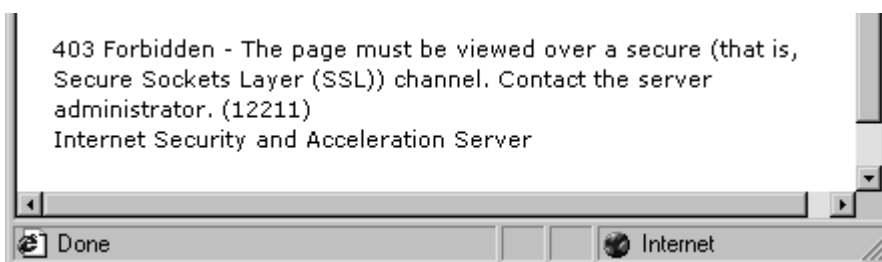 403 Forbidden - The page must be viewed over a secure (that is,
Secure Sockets Layer (SSL)) channel. Contact the server
administrator. (12211)
Internet Security and Acceleration Server
Done
Internet